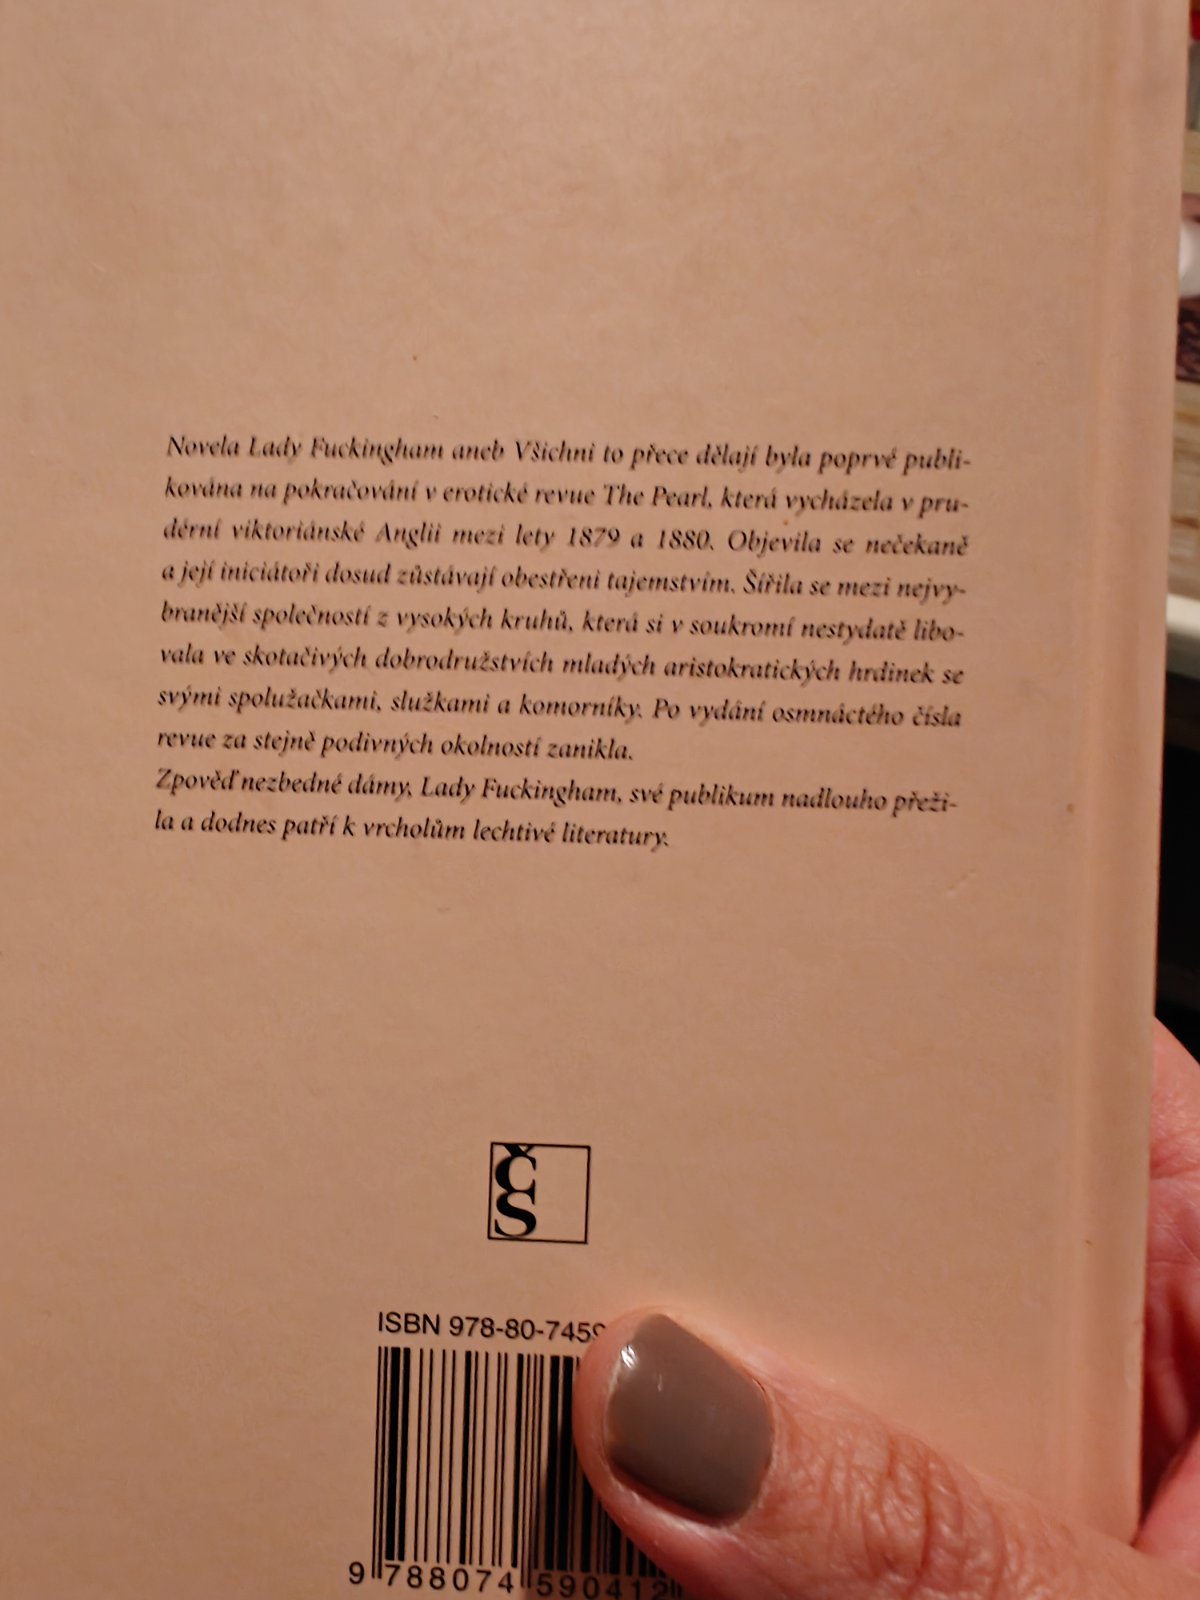 Novela Lady Fuckingham aneb Všichni to přece dělají byla poprvé publi-
kována na pokračování v erotické revue The Pearl, která vycházela v pru-
dérní viktoriánské Anglii mezi lety 1879 a 1880. Objevila se nečekaně
a její iniciátoři dosud zůstávají obestřeni tajemstvím. Šířila se mezi nejvy-
branější společností z vysokých kruhů, která si v soukromí nestydatě libo-
vala ve skotačivých dobrodružstvích mladých aristokratických hrdinek se
svými spolužačkami, služkami a komorníky. Po vydání osmnáctého čísla
revue za stejně podivných okolností zanikla.
Zpověď nezbedné dámy, Lady Fuckingham, své publikum nadlouho přeži-
la a dodnes patří k vrcholům lechtivé literatury.
Č
S
ISBN 978-80-7459
9 788074 590412